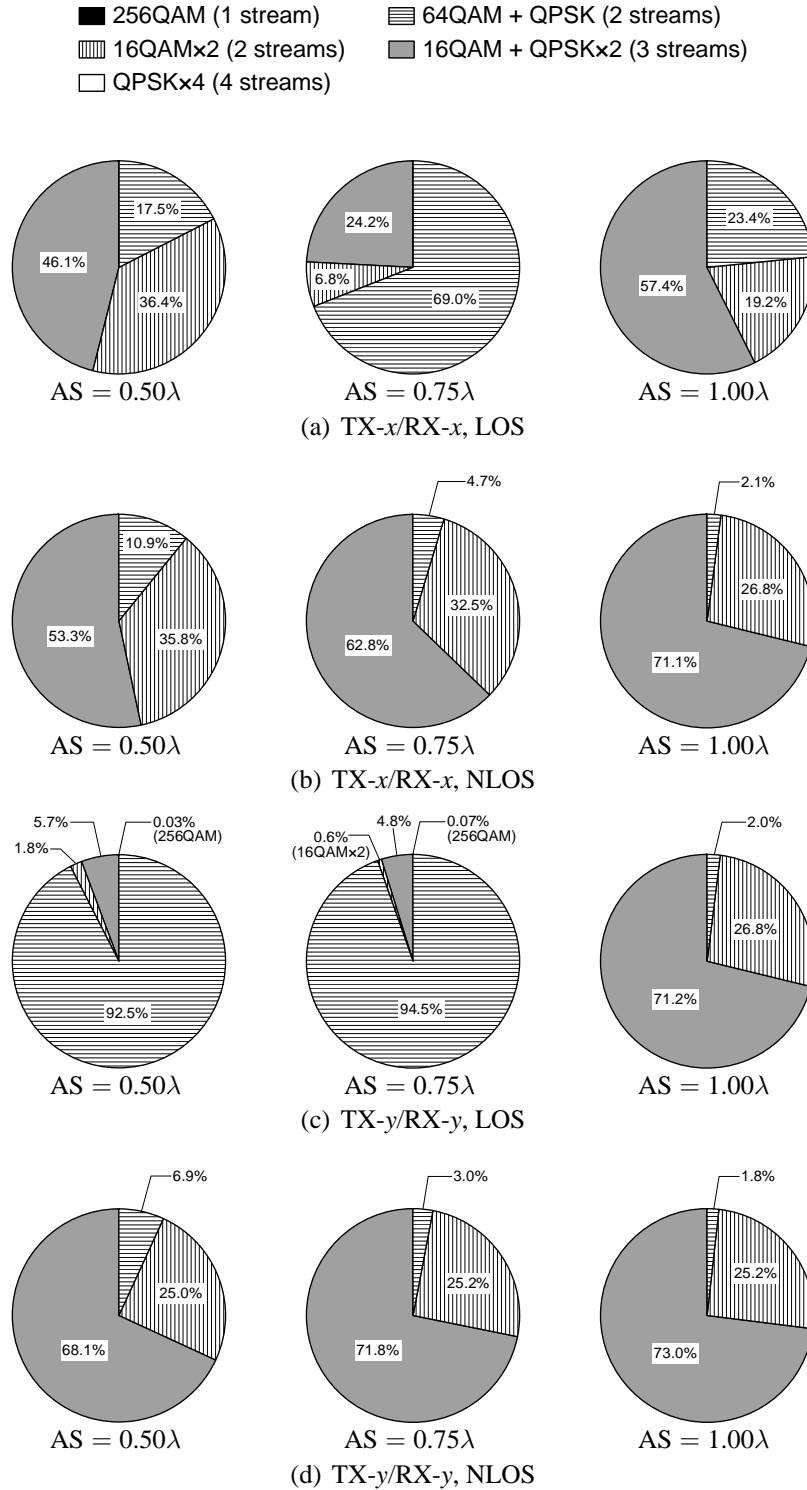 256QAM (1 stream)
64QAM + QPSK (2 streams)
16QAM×2 (2 streams)
16QAM + QPSK×2 (3 streams)
QPSK×4 (4 streams)
17.5%
46.1%
36.4%
AS = 0.50λ
24.2%
6.8%
69.0%
AS = 0.75λ
23.4%
57.4%
19.2%
AS = 1.00λ
(a) TX-x/RX-x, LOS
10.9%
53.3%
35.8%
AS = 0.50λ
4.7%
32.5%
62.8%
AS = 0.75λ
2.1%
26.8%
71.1%
AS = 1.00λ
(b) TX-x/RX-x, NLOS
5.7%
0.03%
(256QAM)
1.8%
92.5%
AS = 0.50λ
4.8%
0.07%
(256QAM)
0.6%
(16QAM×2)
94.5%
AS = 0.75λ
2.0%
26.8%
71.2%
AS = 1.00λ
(c) TX-y/RX-y, LOS
6.9%
25.0%
68.1%
AS = 0.50λ
3.0%
25.2%
71.8%
AS = 0.75λ
1.8%
25.2%
73.0%
AS = 1.00λ
(d) TX-y/RX-y, NLOS